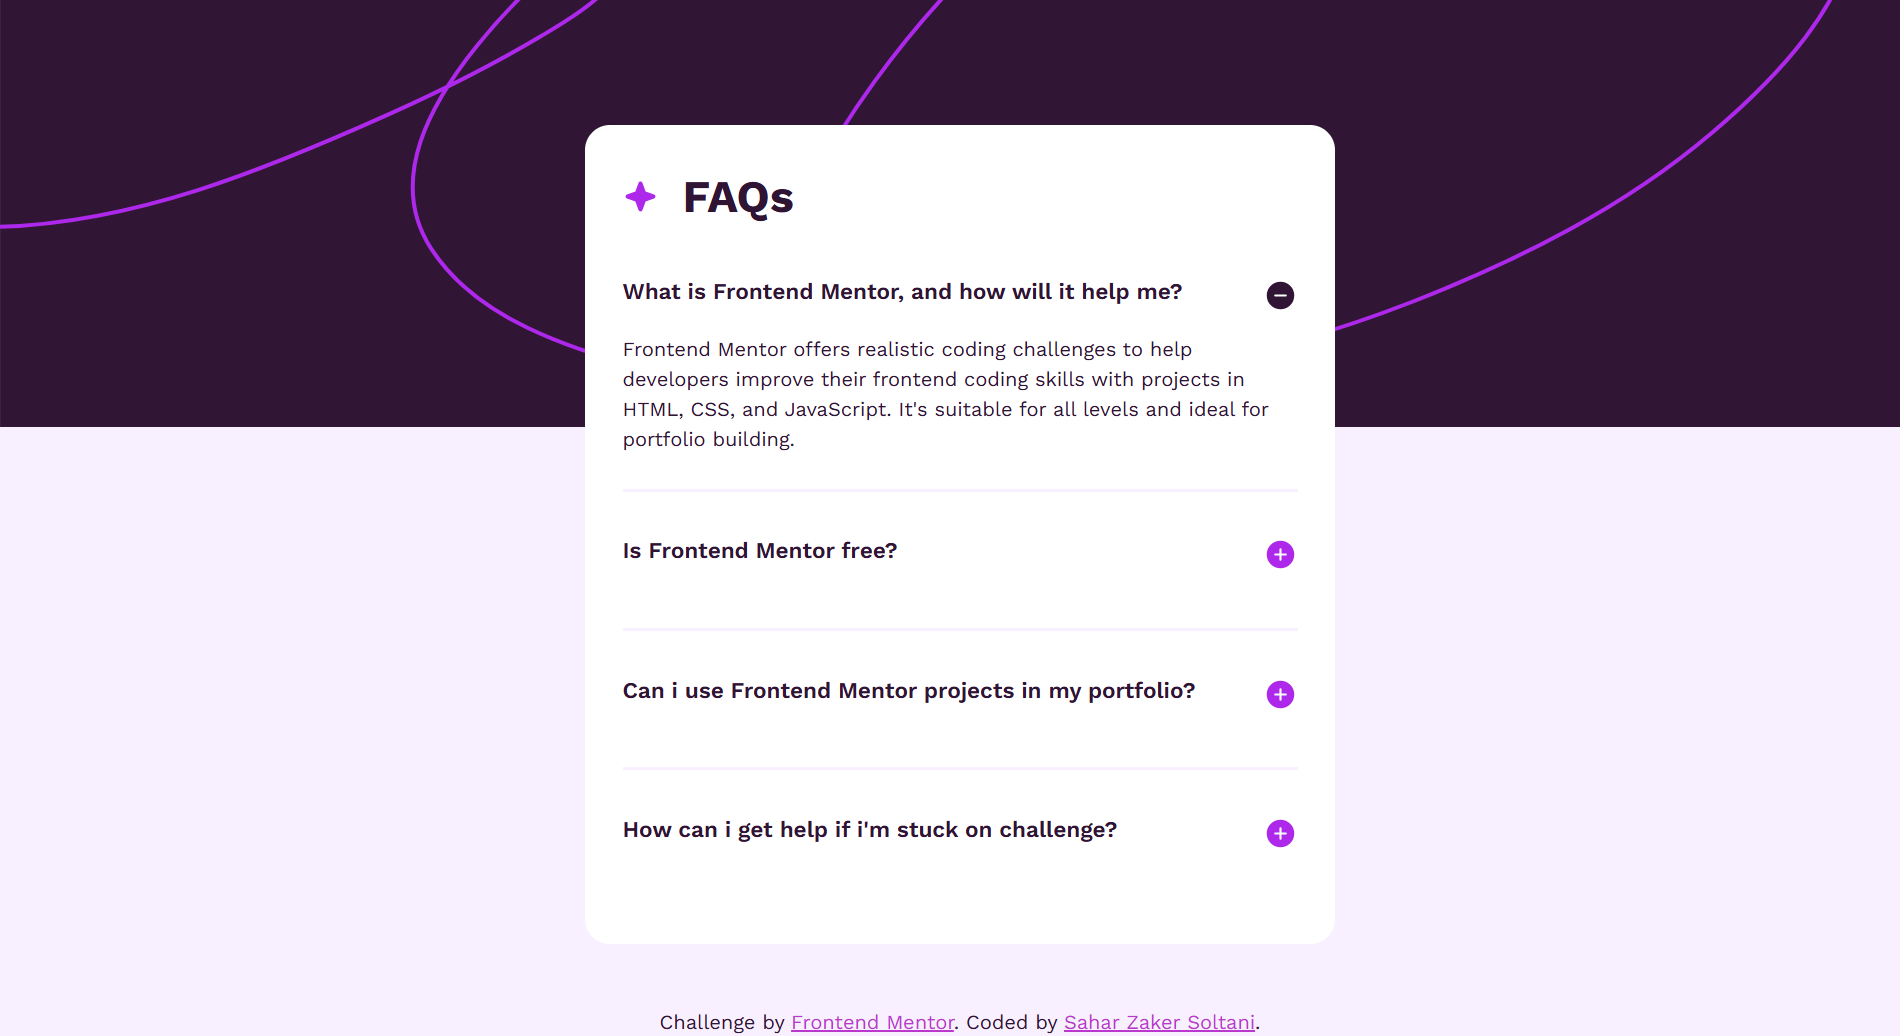 FAQs
What is Frontend Mentor, and how will it help me?
Frontend Mentor offers realistic coding challenges to help
developers improve their frontend coding skills with projects in
HTML, CSS, and JavaScript. It's suitable for all levels and ideal for
portfolio building.
Is Frontend Mentor free?
Can i use Frontend Mentor projects in my portfolio?
How can i get help if i'm stuck on challenge?
Challenge by Frontend Mentor. Coded by Sahar Zaker Soltani.